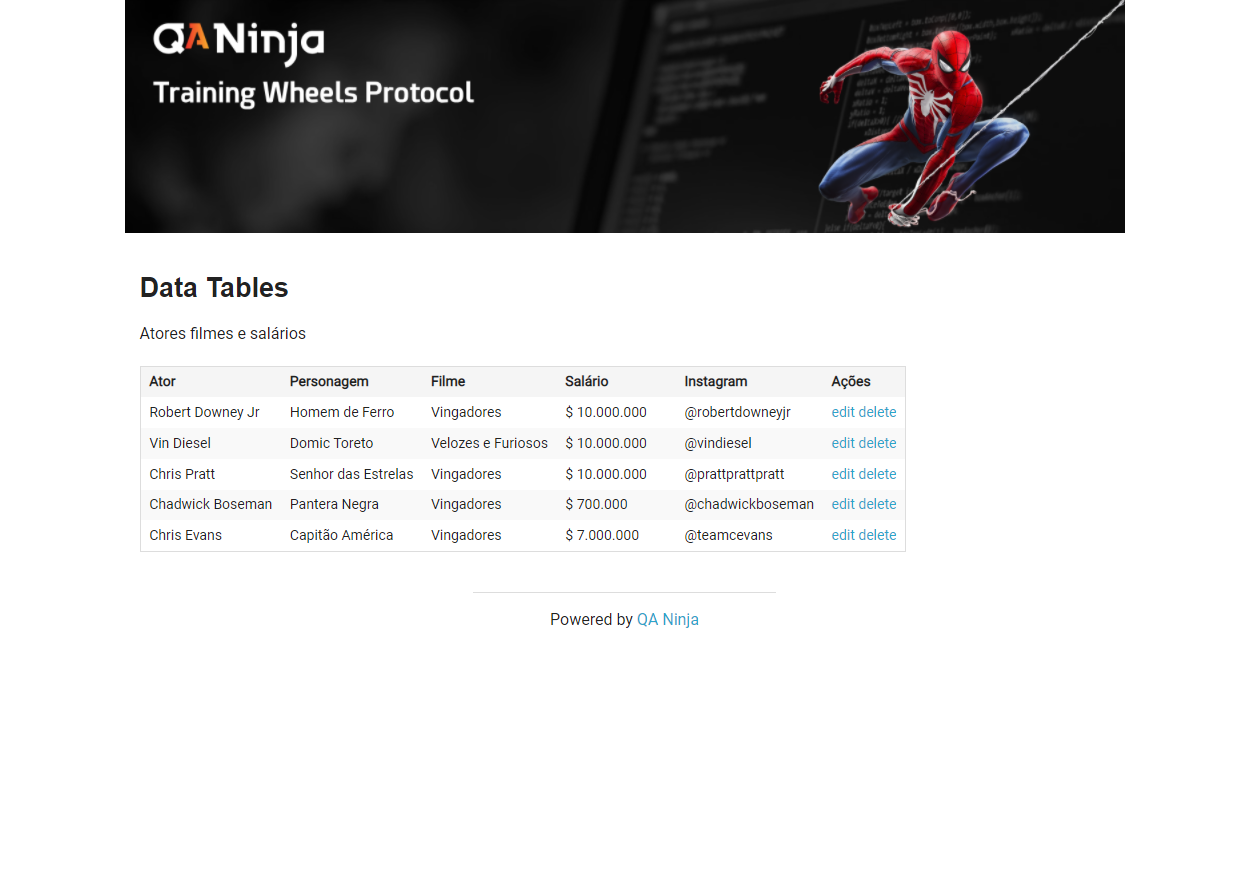 QANinja
Training Wheels Protocol
Data Tables
Atores filmes e salários
Ator Personagem Filme Salário Instagram Ações
Robert Downey Jr Homem de Ferro Vingadores $ 10.000.000 @robertdowneyjr edit delete
Vin Diesel Domic Toreto Velozes e Furiosos $ 10.000.000 @vindiesel edit delete
Chris Pratt Senhor das Estrelas Vingadores $ 10.000.000 @prattprattpratt edit delete
Chadwick Boseman Pantera Negra Vingadores $ 700.000 @chadwickboseman edit delete
Chris Evans Capitão América Vingadores $ 7.000.000 @teamcevans edit delete
Powered by QA Ninja